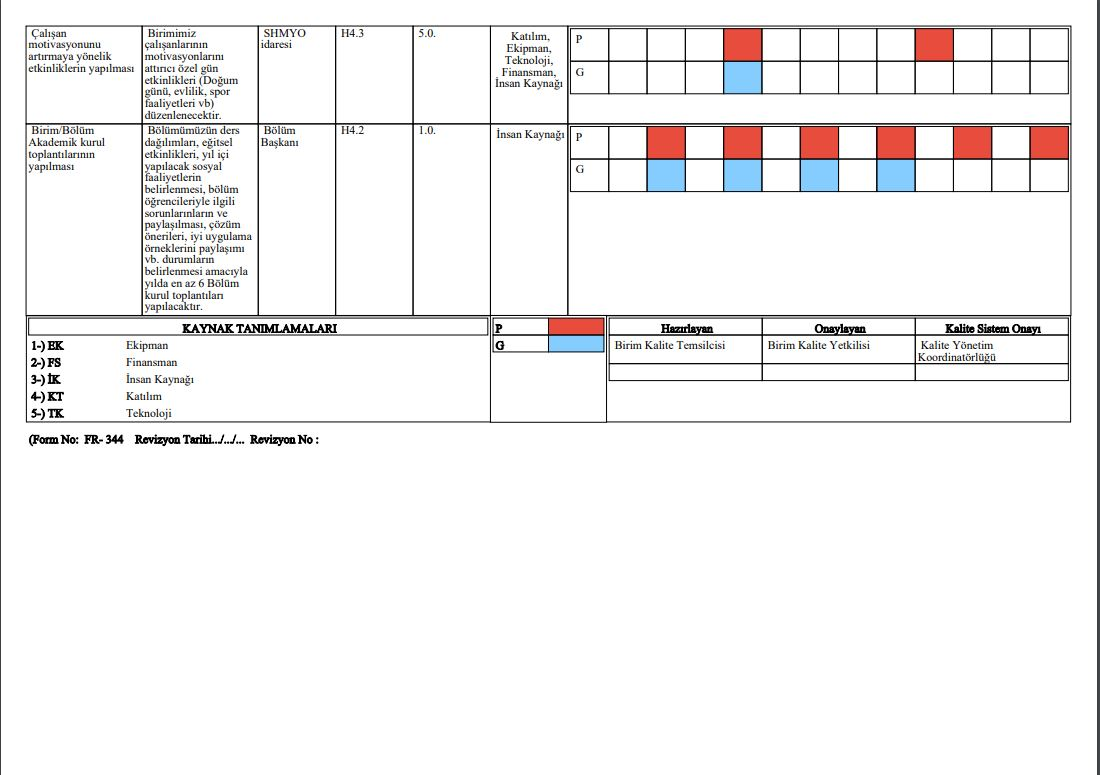 Çalışan
motivasyonunu
artırmaya yönelik
etkinliklerin yapılması
Birimimiz
çalışanlarının
motivasyonlarını
attırıcı özel gün
etkinlikleri (Doğum
günü, evlilik, spor
faaliyetleri vb)
düzenlenecektir.
SHMYO
idaresi
H4.3
5.0.
Katılım,
Ekipman,
Teknoloji,
Finansman,
İnsan Kaynağı
P
G
Birim/Bölüm
Akademik kurul
toplantılarının
yapılması
Bölümümüzün ders
dağılımları, eğitsel
etkinlikleri, yıl içi
yapılacak sosyal
faaliyetlerin
belirlenmesi, bölüm
öğrencileriyle ilgili
sorunlarınların ve
paylaşılması, çözüm
önerileri, iyi uygulama
örneklerini paylaşımı
vb. durumların
belirlenmesi amacıyla
yılda en az 6 Bölüm
kurul toplantıları
yapılacaktır.
Bölüm
Başkanı
H4.2
1.0.
İnsan Kaynağı
P
G
KAYNAK TANIMLAMALARI
1-) EK Ekipman
2-) FS Finansman
3-) İK İnsan Kaynağı
4-) KT Katılım
5-) TK Teknoloji
P
G
Hazırlayan Onaylayan Kalite Sistem Onayı
Birim Kalite Temsilcisi Birim Kalite Yetkilisi Kalite Yönetim
Koordinatörlüğü
(Form No: FR- 344 Revizyon Tarihi.../.../... Revizyon No :